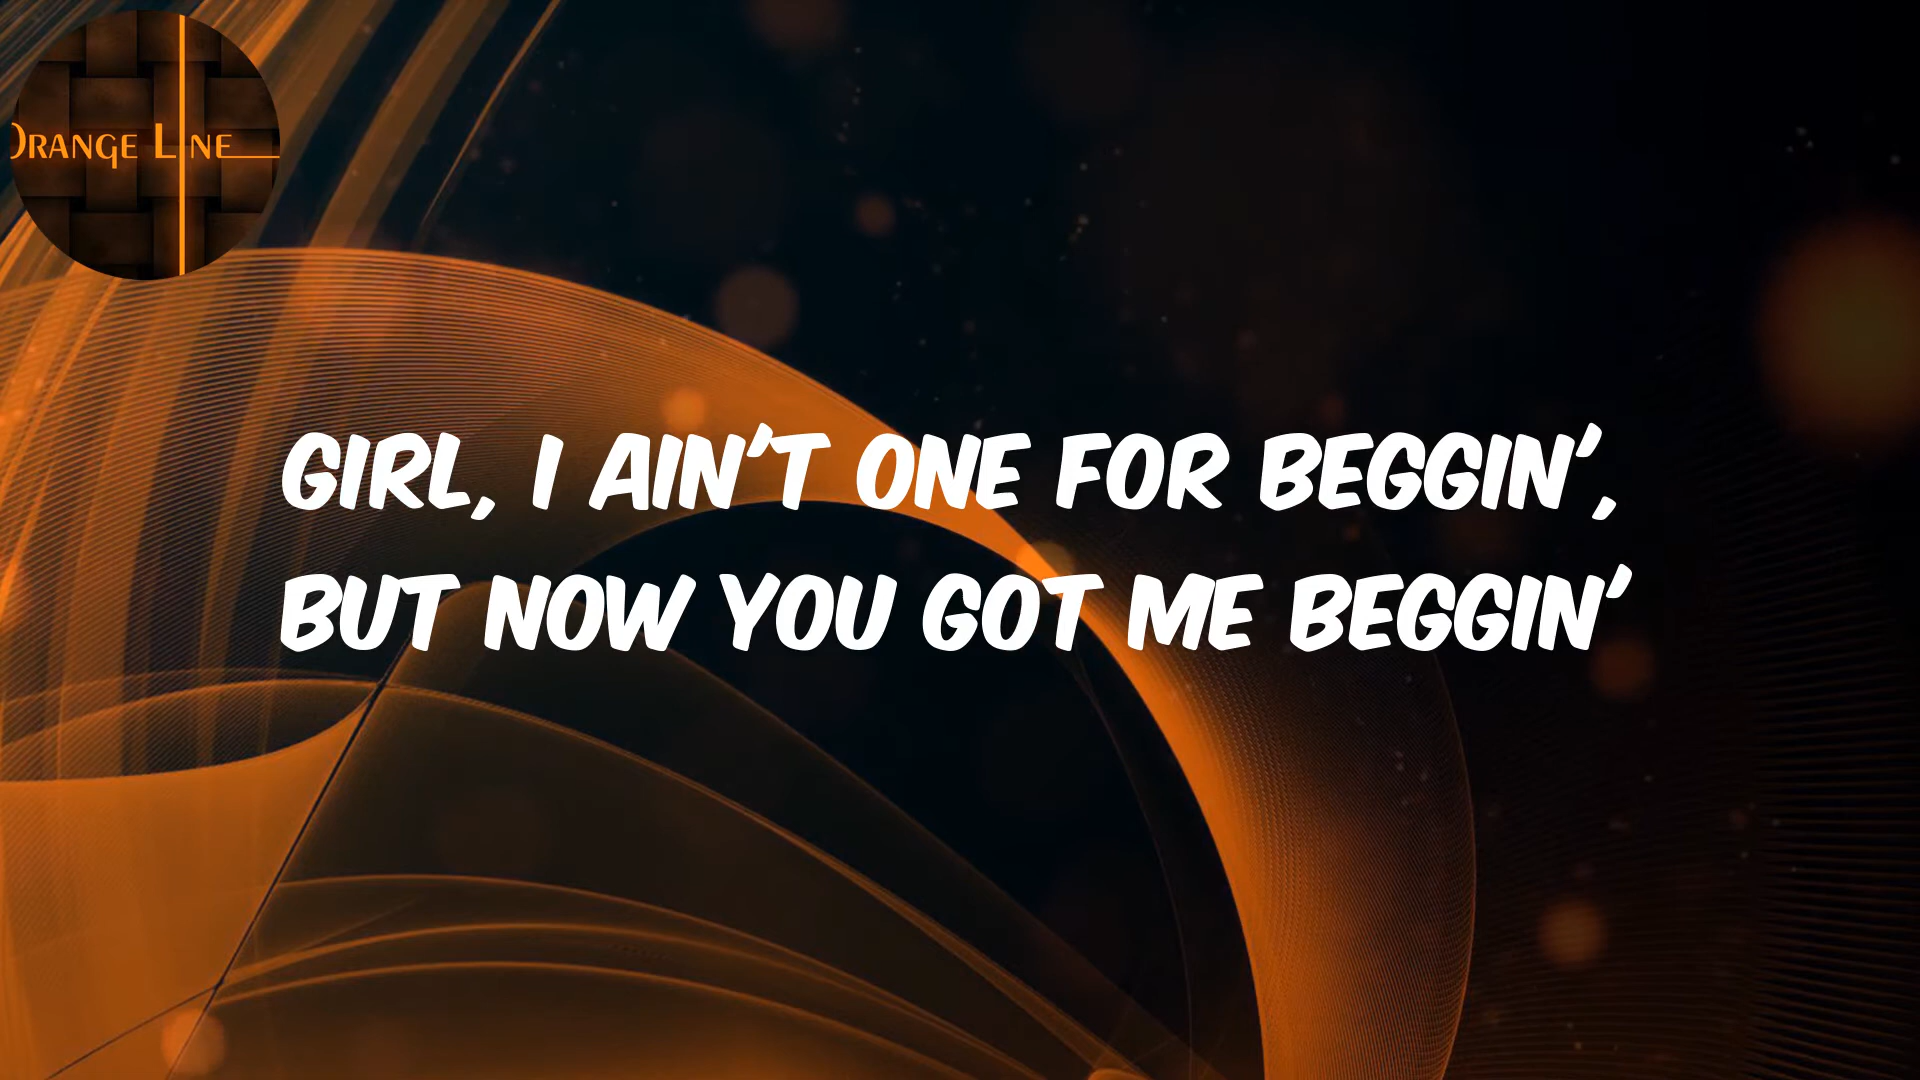 ORANGE LINE
GIRL, I AIN'T ONE FOR BEGGIN',
BUT NOW YOU GOT ME BEGGIN'